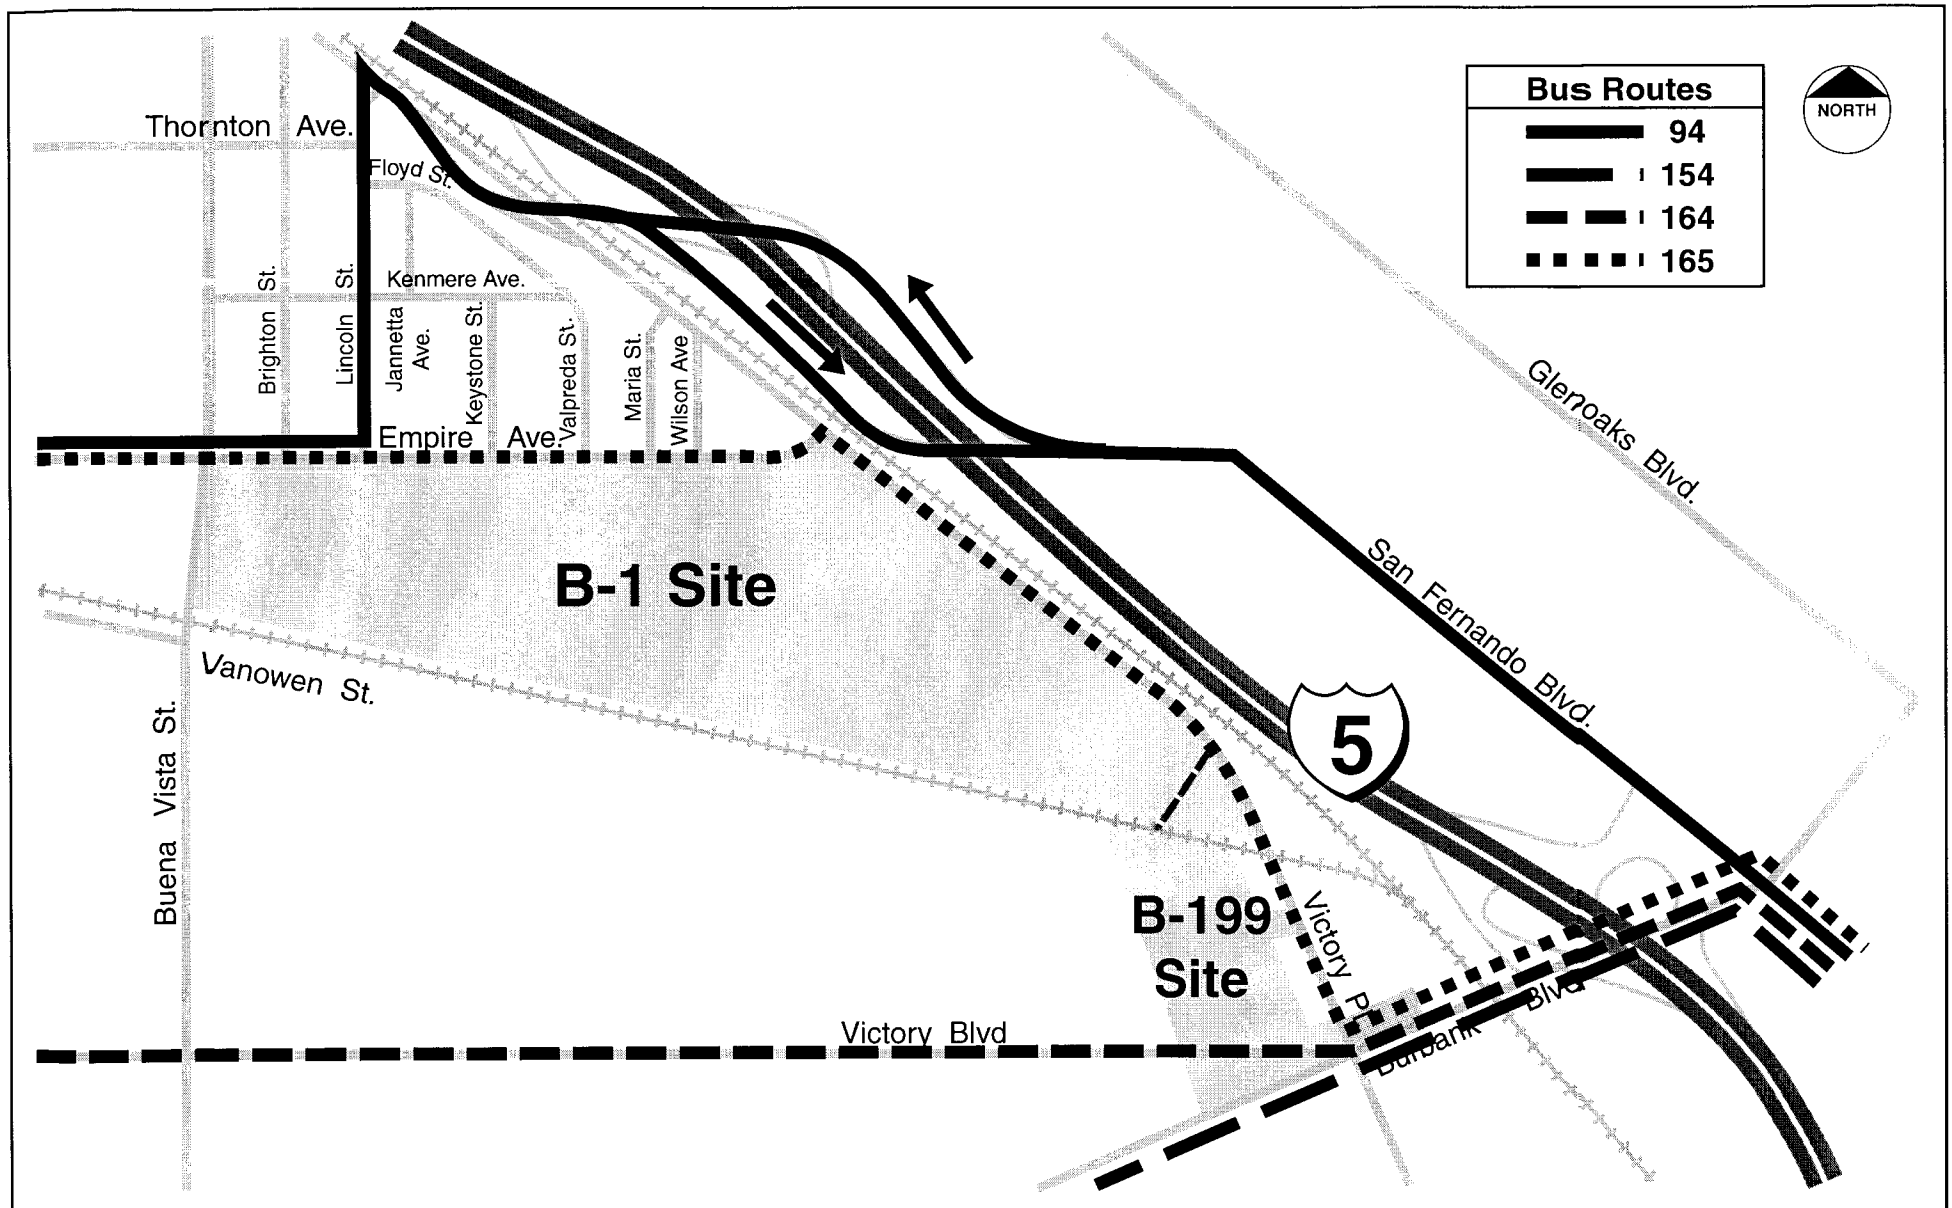 Bus Routes
94
154
164
165
NORTH
Thornton Ave.
Floyd St.
Kenmere Ave.
Brighton St.
Lincoln St.
Jannetta
Ave.
Keystone St.
Valpreda St.
Maria St.
Wilson Ave
Empire Ave.
Glenoaks Blvd.
San Fernando Blvd.
B-1 Site
Vanowen St.
Buena Vista St.
5
B-199
Site
Victory Pl
Victory Blvd
Burbank Blvd